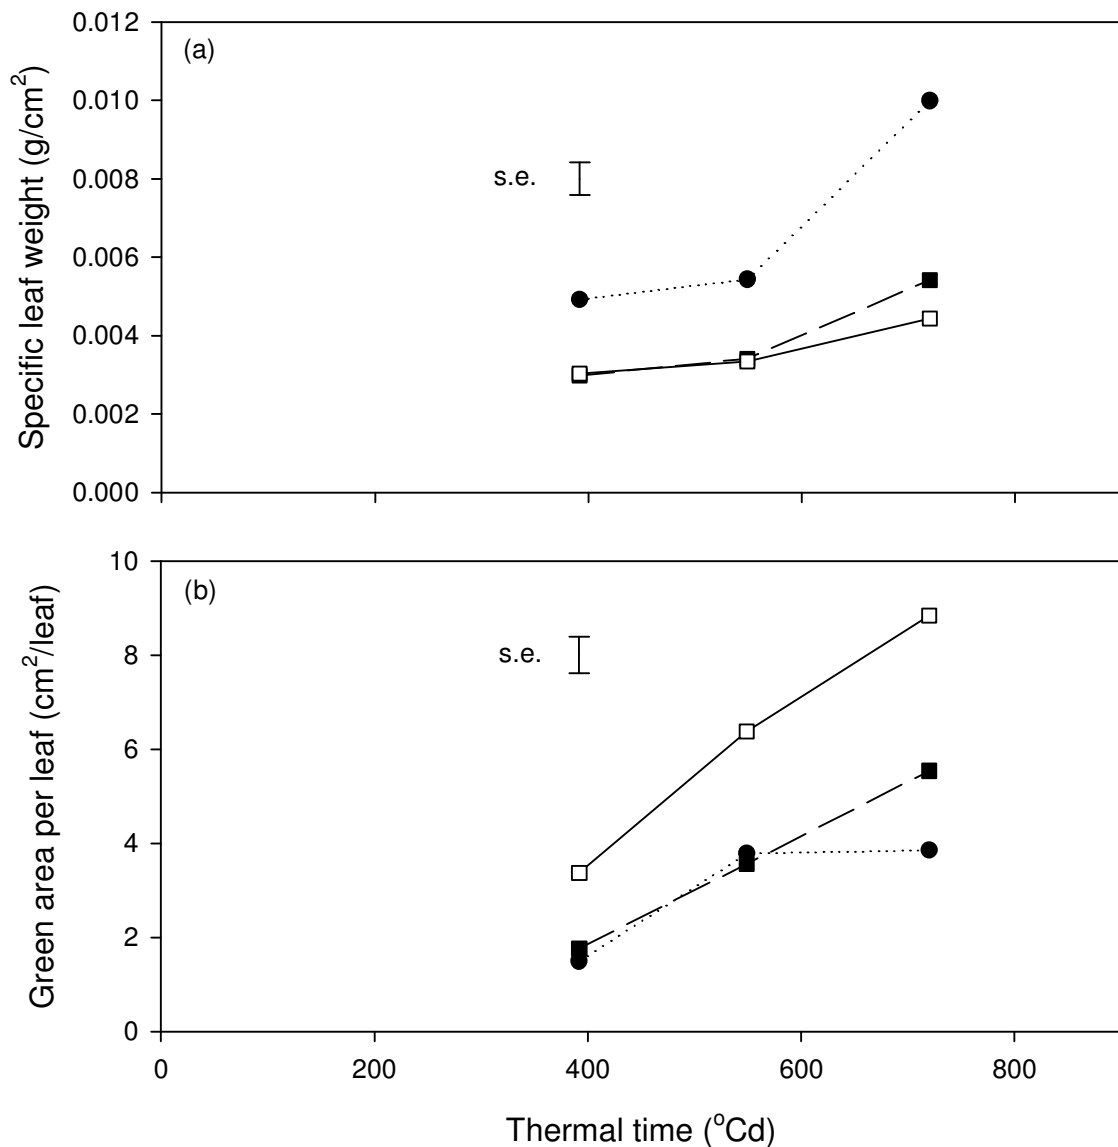 (a)
Specific leaf weight (g/cm²)
0.012
0.010
0.008
0.006
0.004
0.002
0.000
s.e.
(b)
Green area per leaf (cm²/leaf)
10
8
6
4
2
0
s.e.
0 200 400 600 800
Thermal time (°Cd)